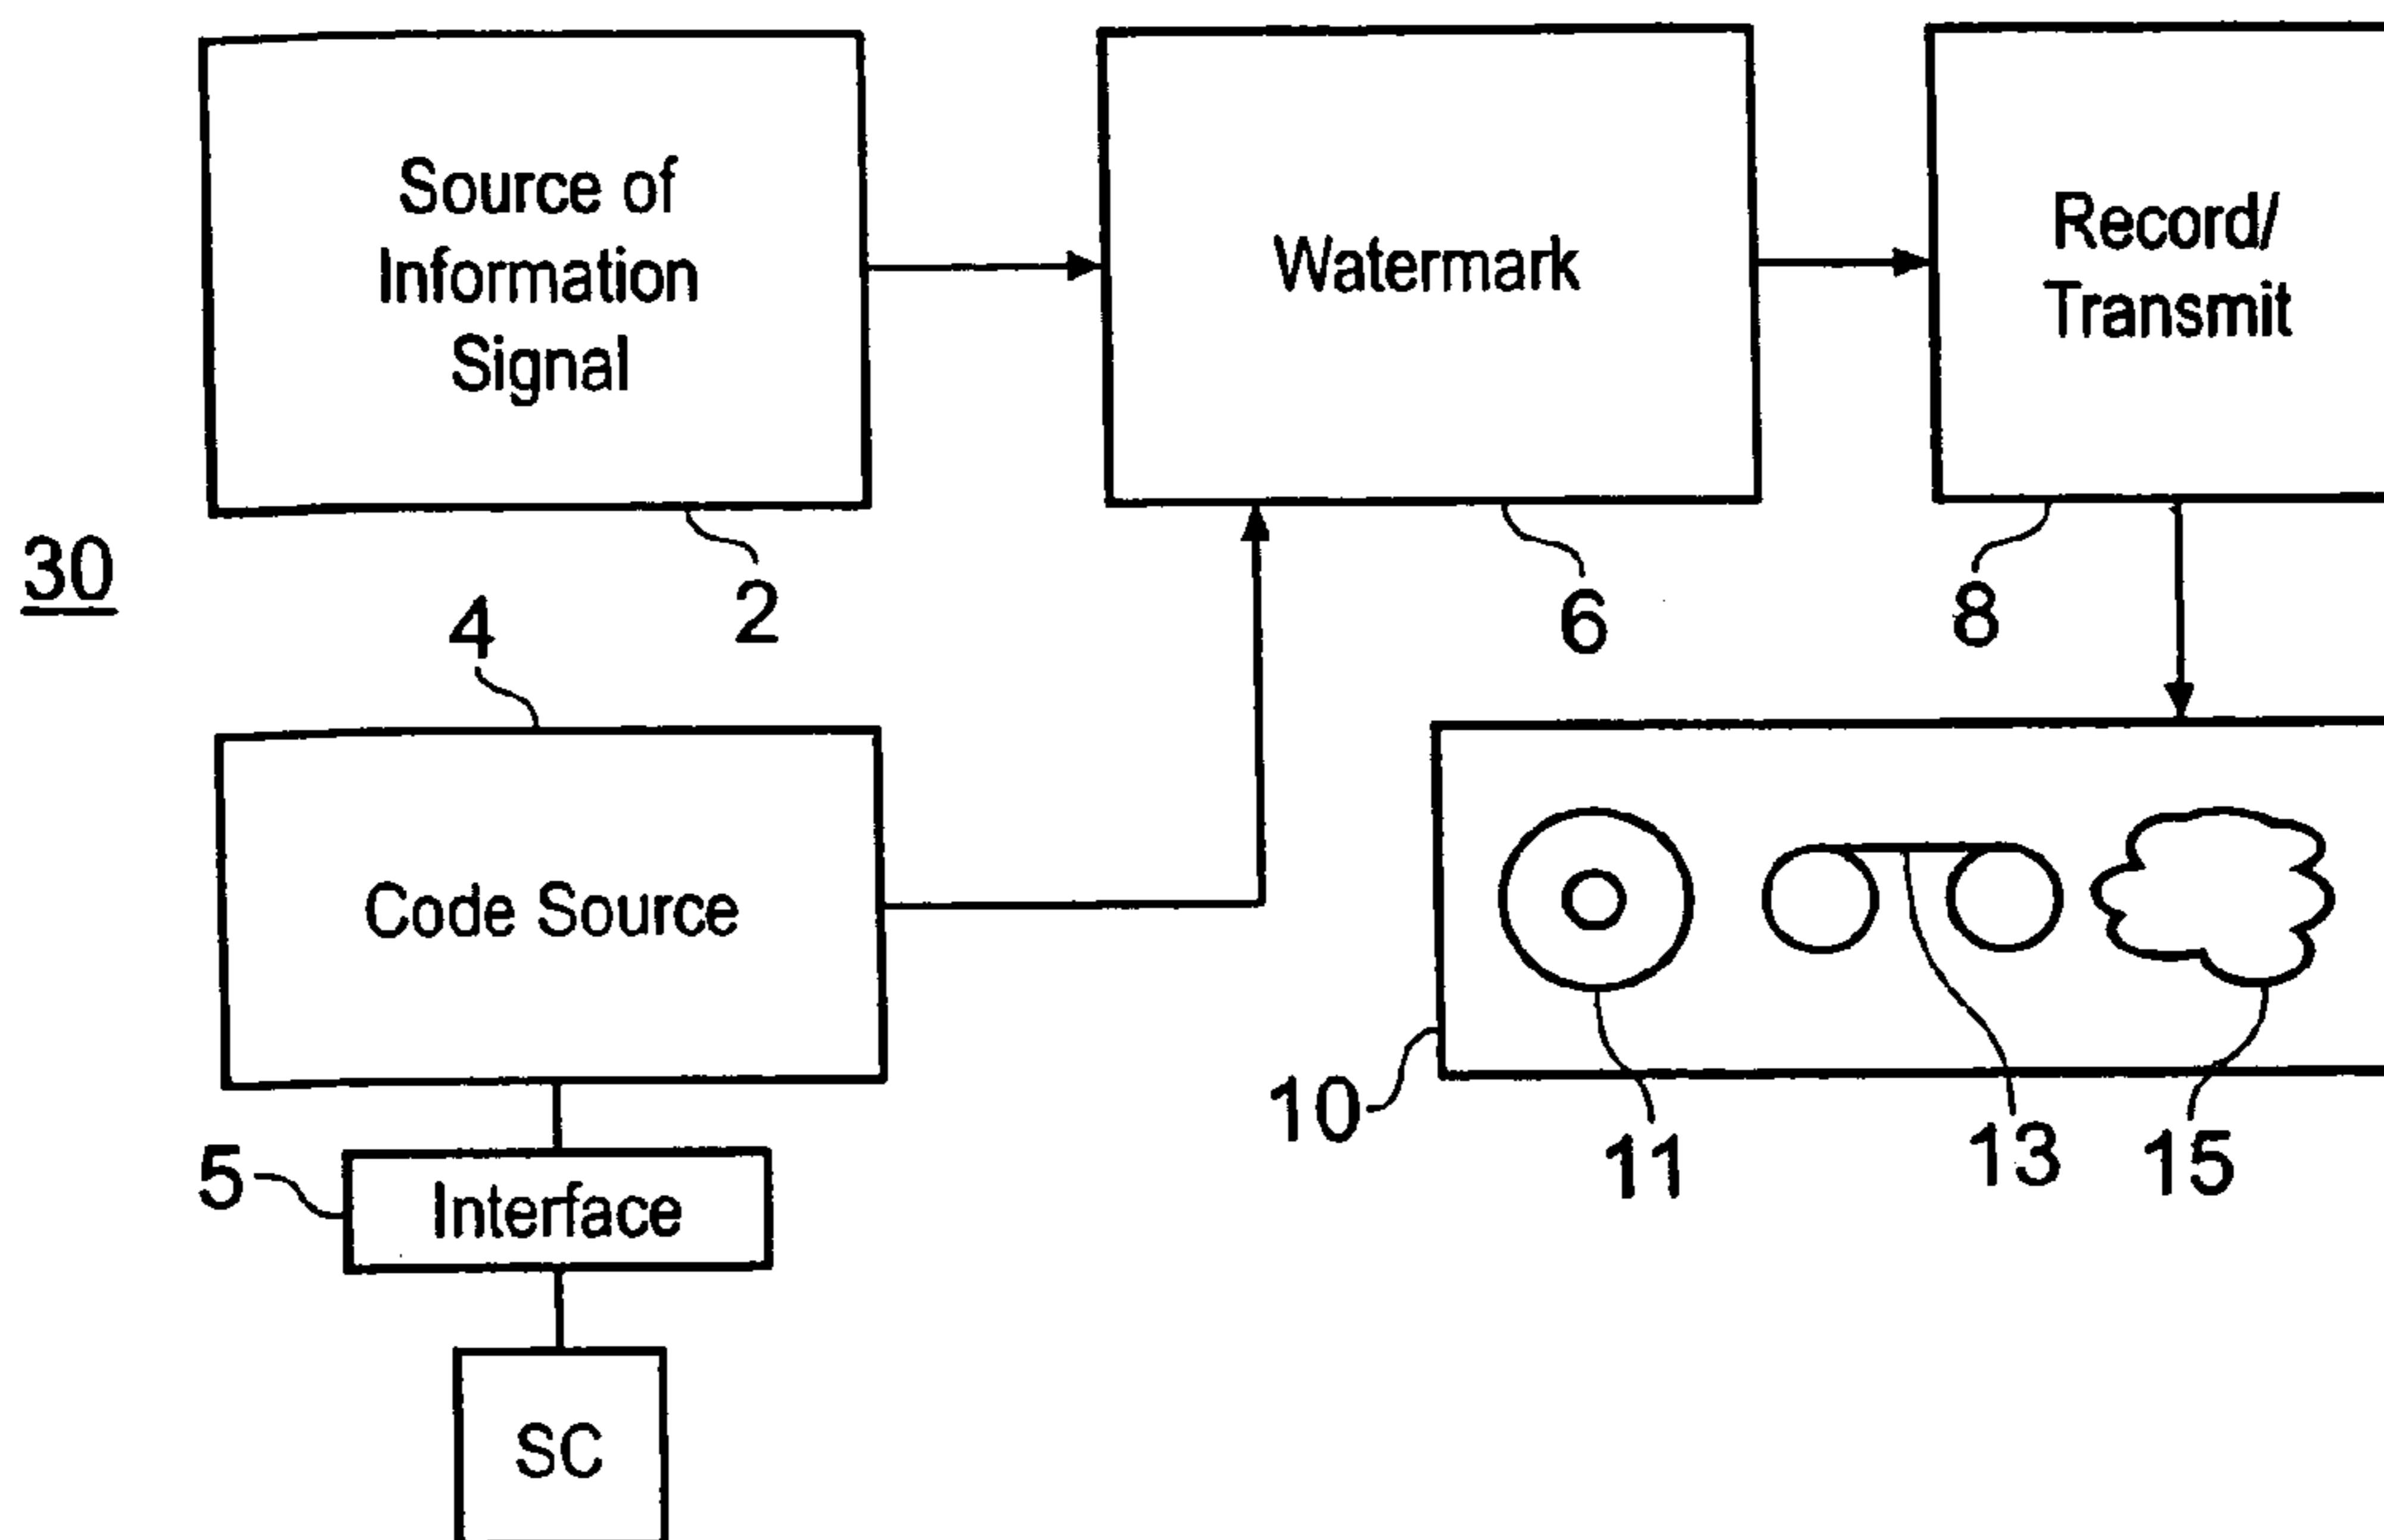 Source of
Information
Signal
Watermark
Record/
Transmit
30
2
6
8
4
Code Source
10
11
13
15
5
Interface
SC